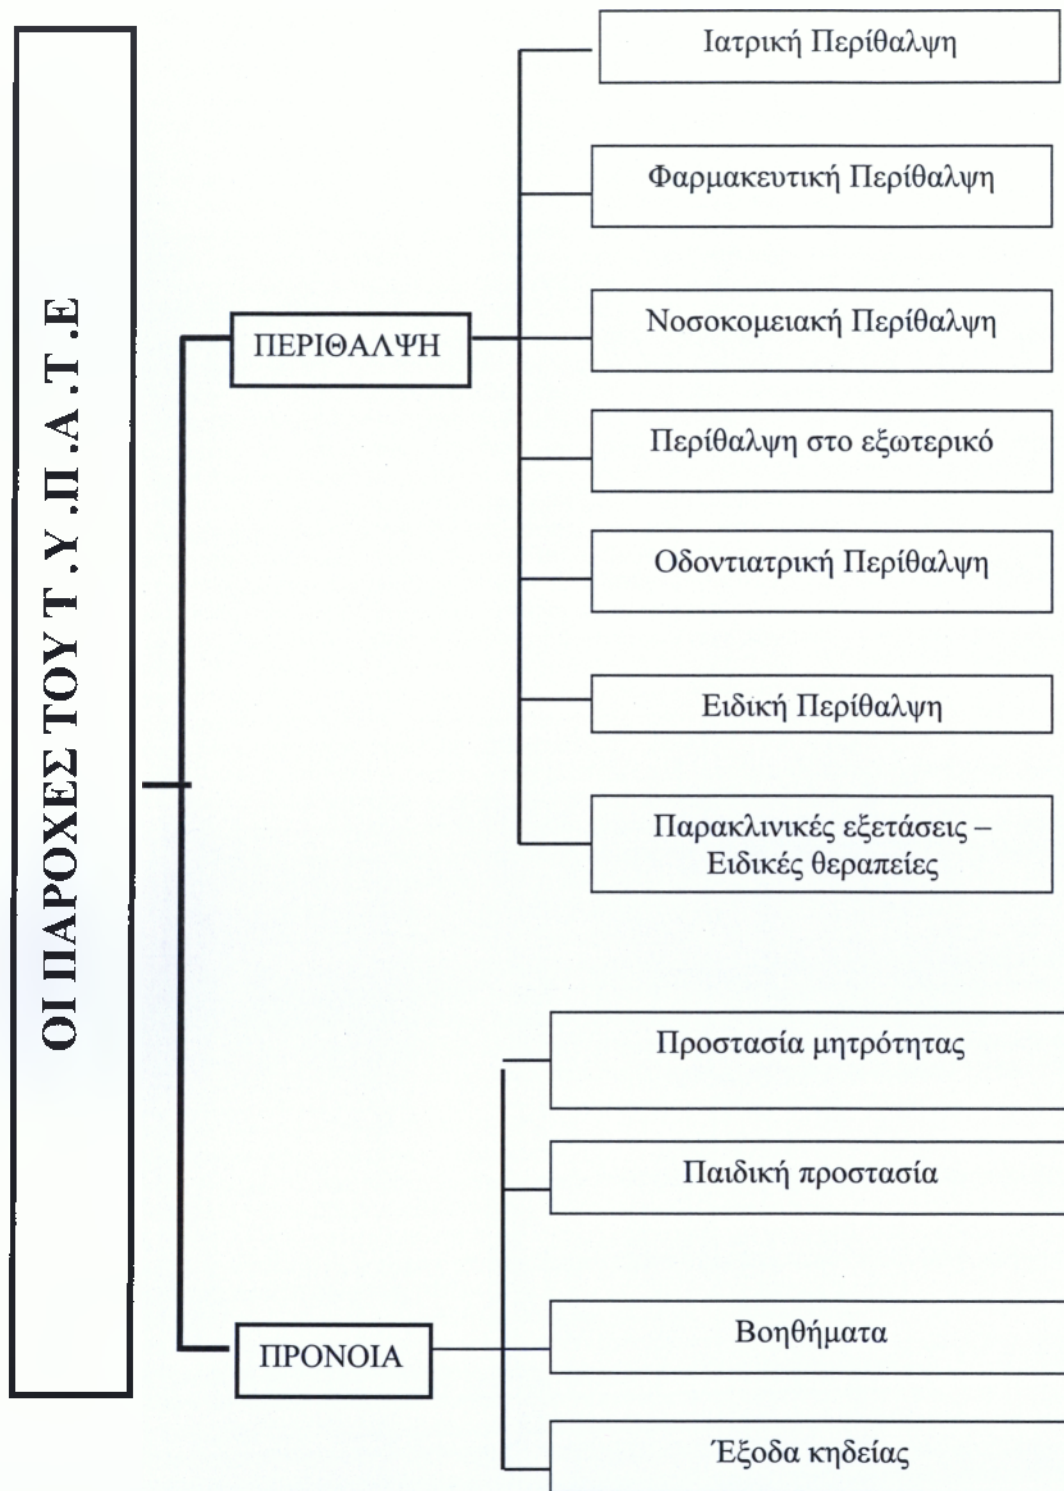 ΟΙ ΠΑΡΟΧΕΣ ΤΟΥ Τ.Υ.Π.Α.Τ.Ε
ΠΕΡΙΘΑΛΨΗ
Ιατρική Περίθαλψη
Φαρμακευτική Περίθαλψη
Νοσοκομειακή Περίθαλψη
Περίθαλψη στο εξωτερικό
Οδοντιατρική Περίθαλψη
Ειδική Περίθαλψη
Παρακλινικές εξετάσεις –
Ειδικές θεραπείες
ΠΡΟΝΟΙΑ
Προστασία μητρότητας
Παιδική προστασία
Βοηθήματα
Έξοδα κηδείας